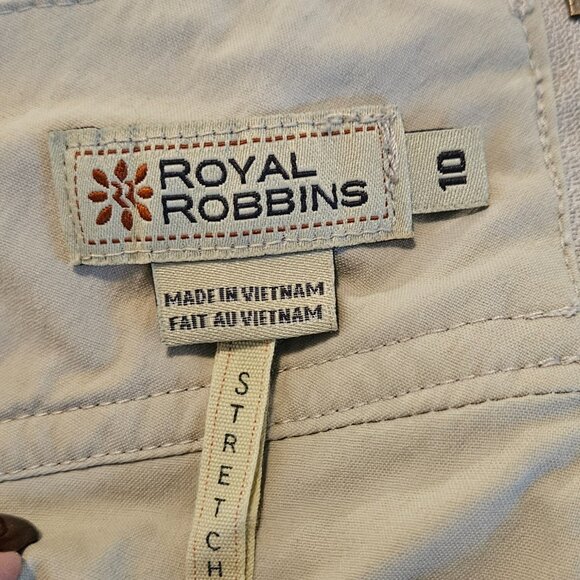 ROYAL
ROBBINS
10
MADE IN VIETNAM
FAIT AU VIETNAM
STRETCH